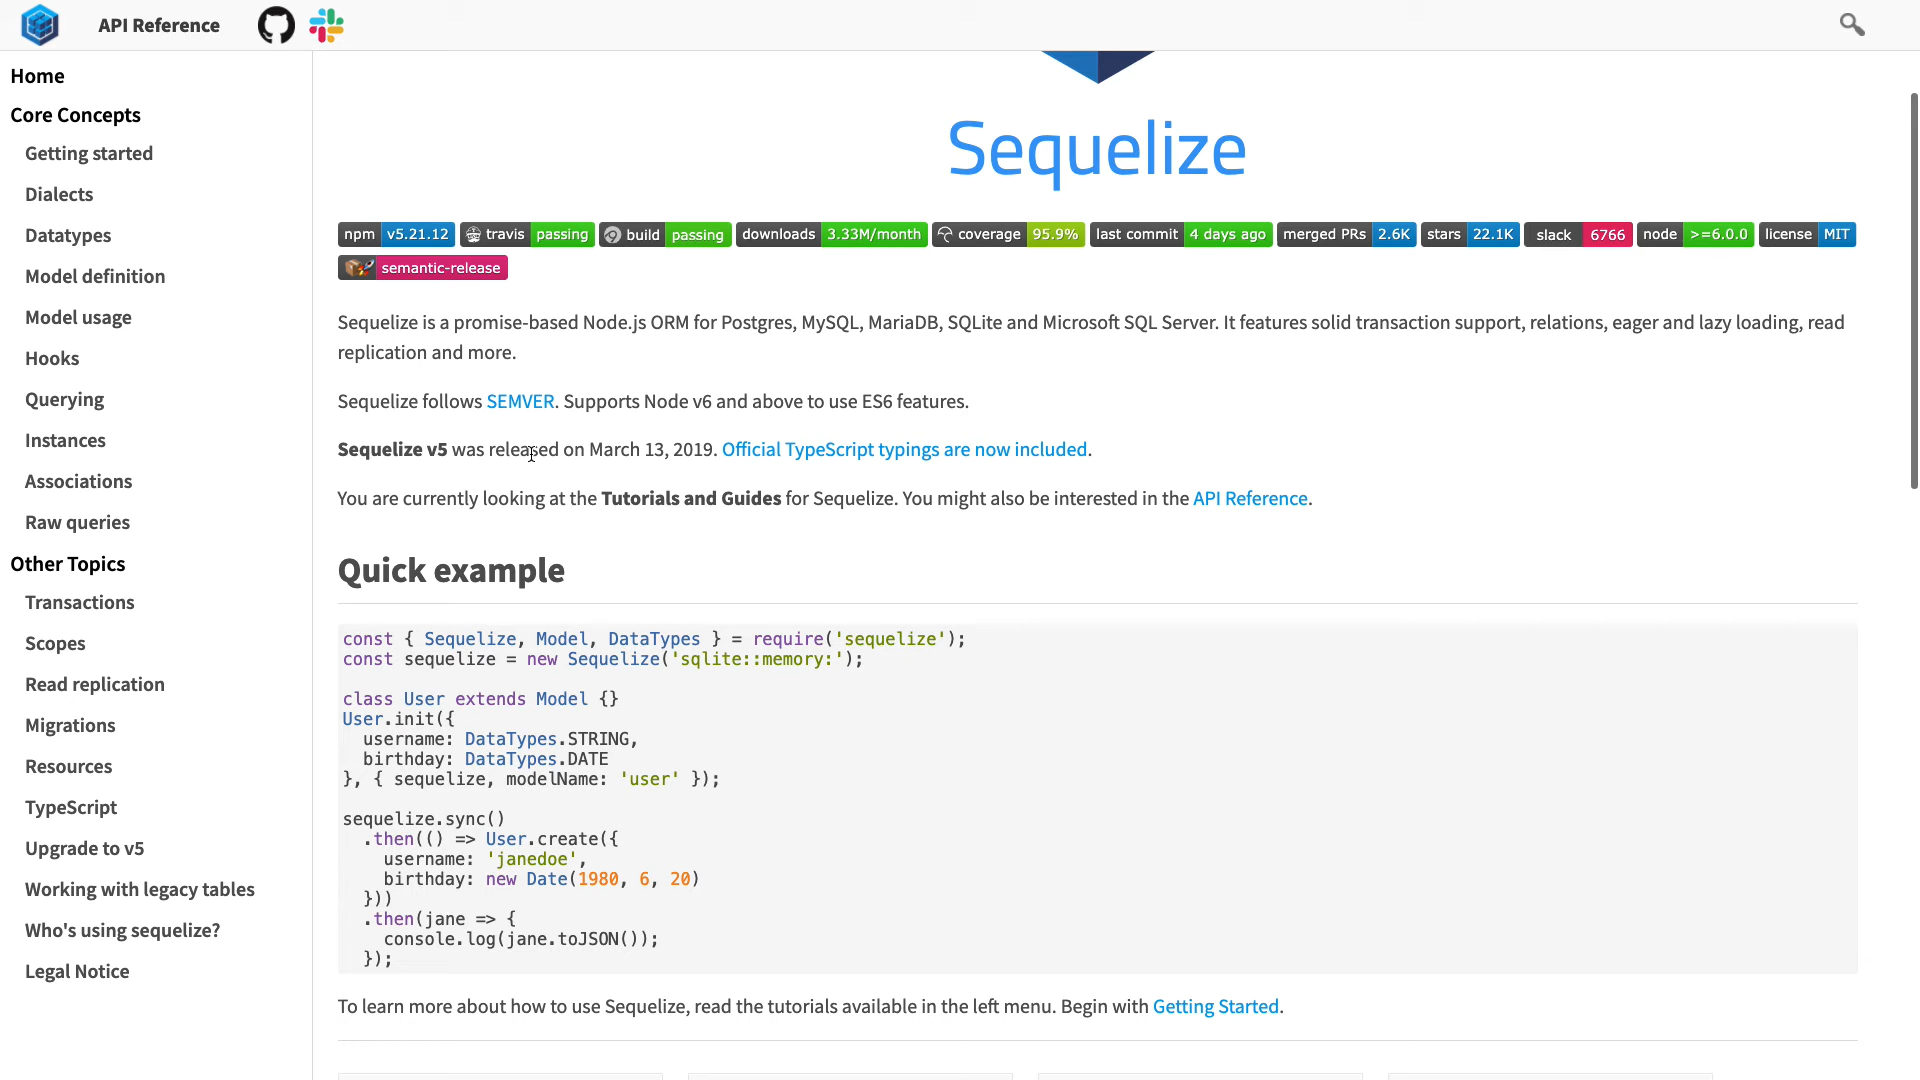 API Reference
Home
Core Concepts
Getting started
Dialects
Datatypes
Model definition
Model usage
Hooks
Querying
Instances
Associations
Raw queries
Other Topics
Transactions
Scopes
Read replication
Migrations
Resources
TypeScript
Upgrade to v5
Working with legacy tables
Who's using sequelize?
Legal Notice
Sequelize
npm v5.21.12 travis passing build passing downloads 3.33M/month coverage 95.9% last commit 4 days ago merged PRs 2.6K stars 22.1K slack 6766 node >=6.0.0 license MIT
semantic-release
Sequelize is a promise-based Node.js ORM for Postgres, MySQL, MariaDB, SQLite and Microsoft SQL Server. It features solid transaction support, relations, eager and lazy loading, read
replication and more.
Sequelize follows SEMVER. Supports Node v6 and above to use ES6 features.
Sequelize v5 was released on March 13, 2019. Official TypeScript typings are now included.
You are currently looking at the Tutorials and Guides for Sequelize. You might also be interested in the API Reference.
Quick example
const { Sequelize, Model, DataTypes } = require('sequelize');
const sequelize = new Sequelize('sqlite::memory:');
class User extends Model {}
User.init({
  username: DataTypes.STRING,
  birthday: DataTypes.DATE
}, { sequelize, modelName: 'user' });
sequelize.sync()
  .then(() => User.create({
    username: 'janedoe',
    birthday: new Date(1980, 6, 20)
  }))
  .then(jane => {
    console.log(jane.toJSON());
  });
To learn more about how to use Sequelize, read the tutorials available in the left menu. Begin with Getting Started.